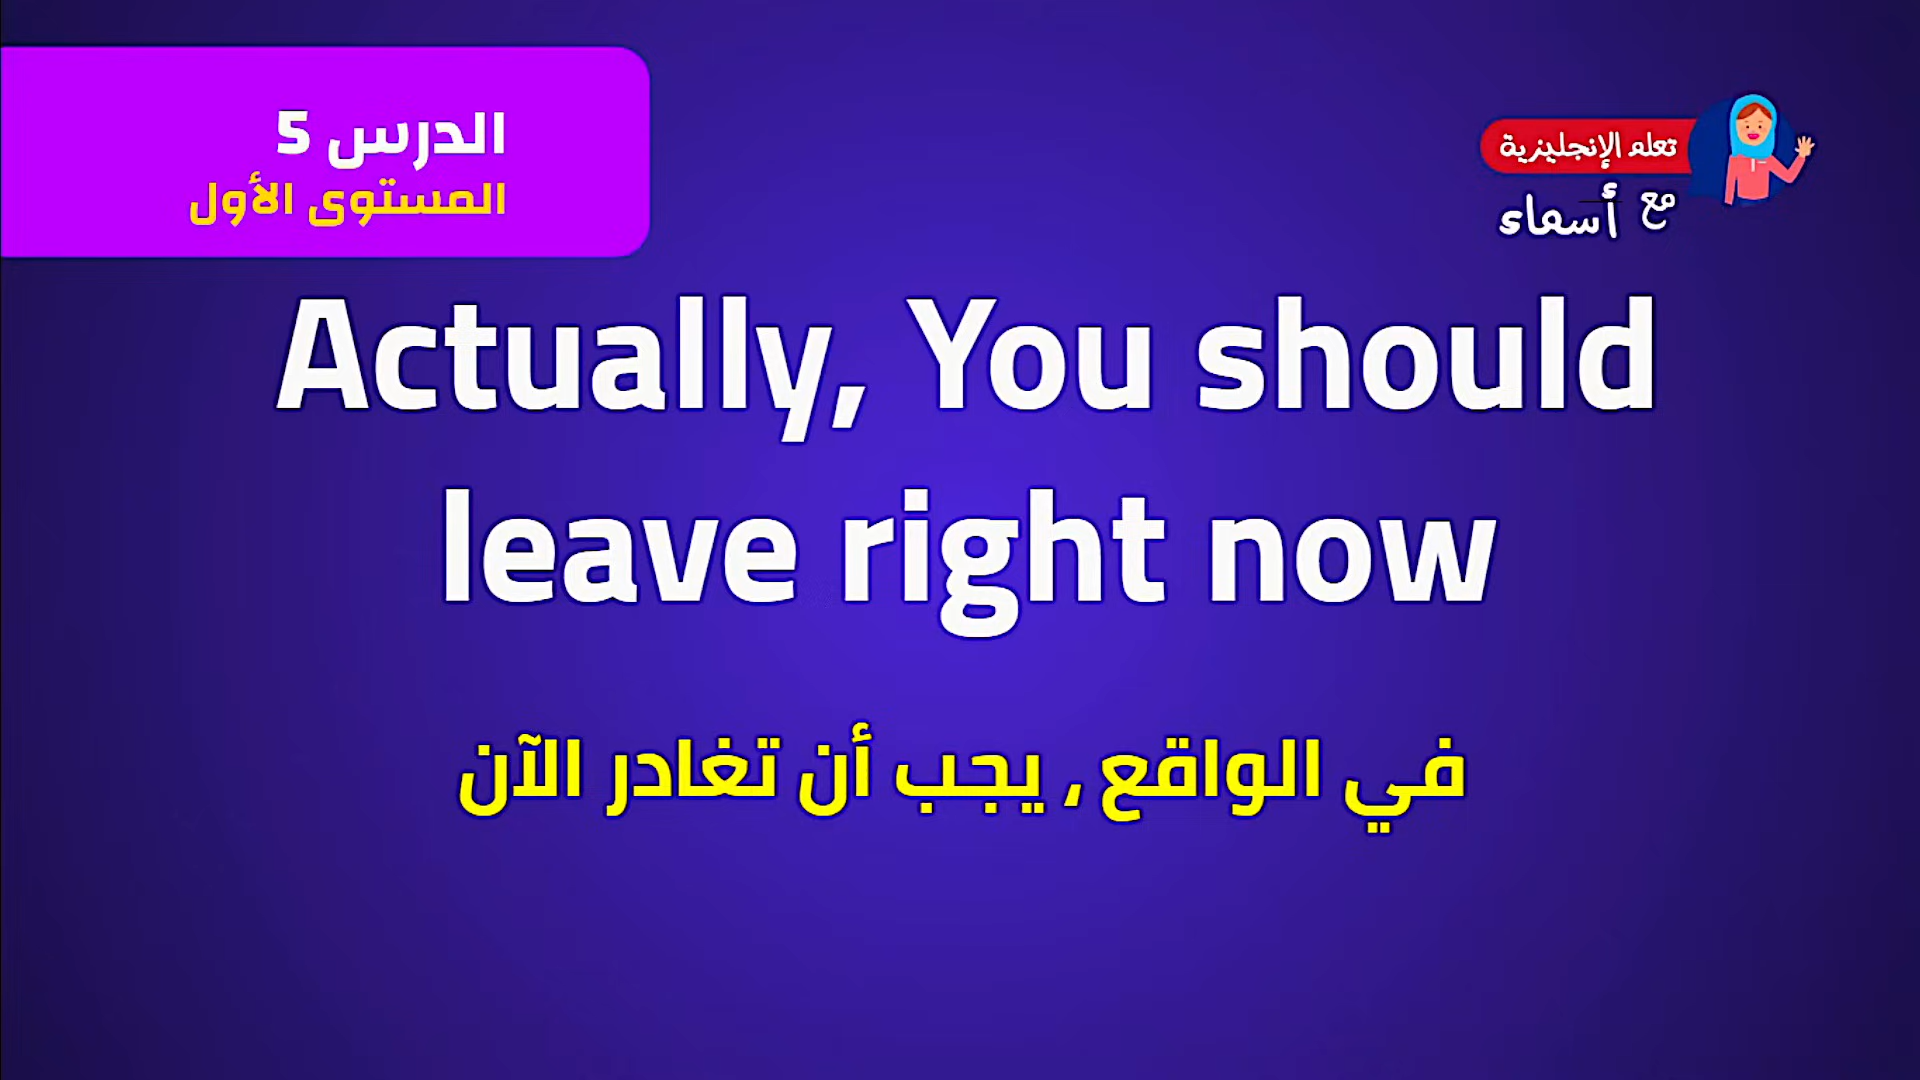 الدرس 5
المستوى الأول
تعلم الإنجليزية
مع أسماء
Actually, You should
leave right now
في الواقع ، يجب أن تغادر الآن